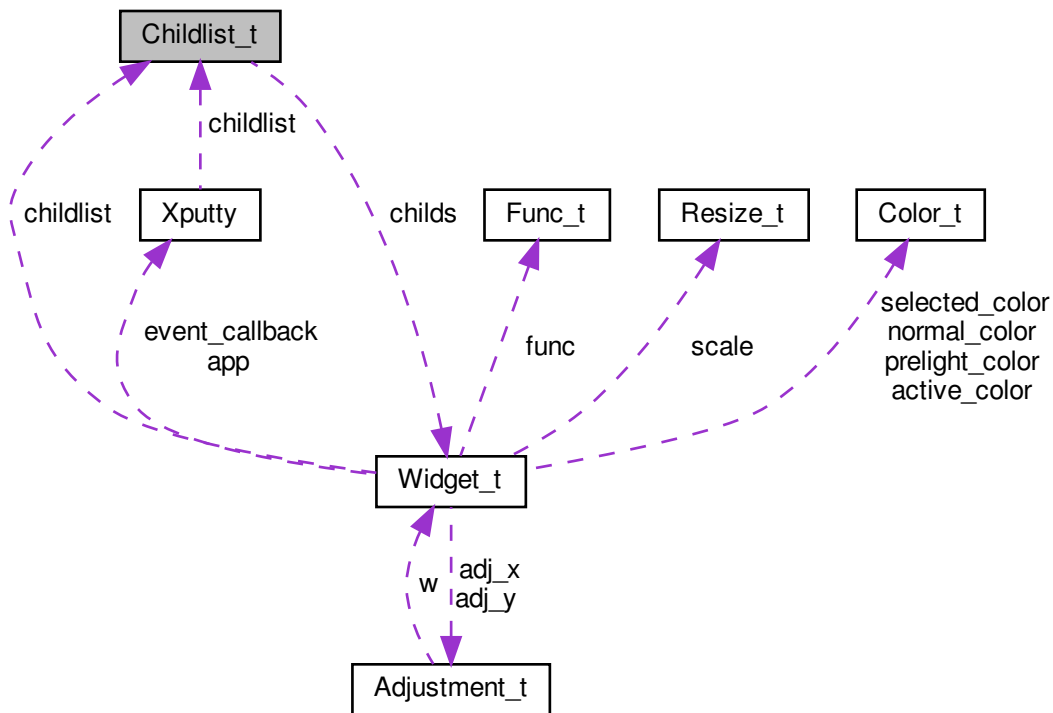 Childlist_t
childlist
childlist
Xputty
childs
Func_t
Resize_t
Color_t
event_callback
app
func
scale
selected_color
normal_color
prelight_color
active_color
Widget_t
w
adj_x
adj_y
Adjustment_t